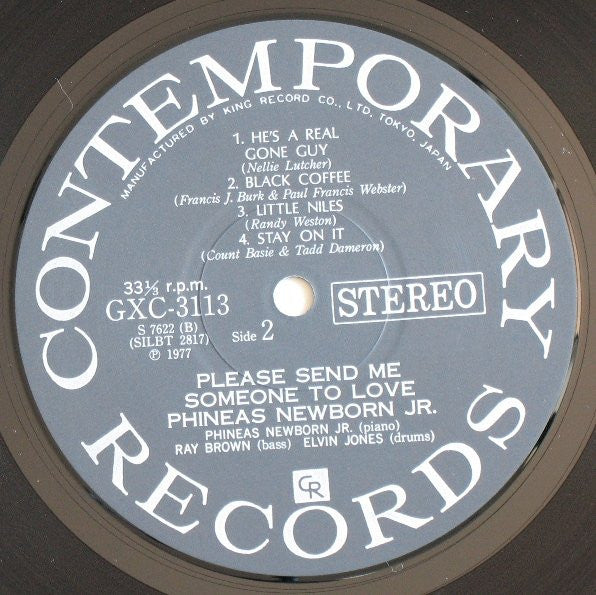 CONTEMPORARY
MANUFACTURED BY KING RECORD CO., LTD. TOKYO, JAPAN
1. HE'S A REAL
GONE GUY
(Nellie Lutcher)
2. BLACK COFFEE
(Francis J. Burk & Paul Francis Webster)
3. LITTLE NILES
(Randy Weston)
4. STAY ON IT
(Count Basie & Tadd Dameron)
33⅓ r.p.m.
GXC-3113
STEREO
S 7622 (B)
(SILBT 2817)
Side 2
Ⓟ 1977
PLEASE SEND ME
SOMEONE TO LOVE
PHINEAS NEWBORN JR.
PHINEAS NEWBORN JR. (piano)
RAY BROWN (bass) ELVIN JONES (drums)
CR
RECORDS